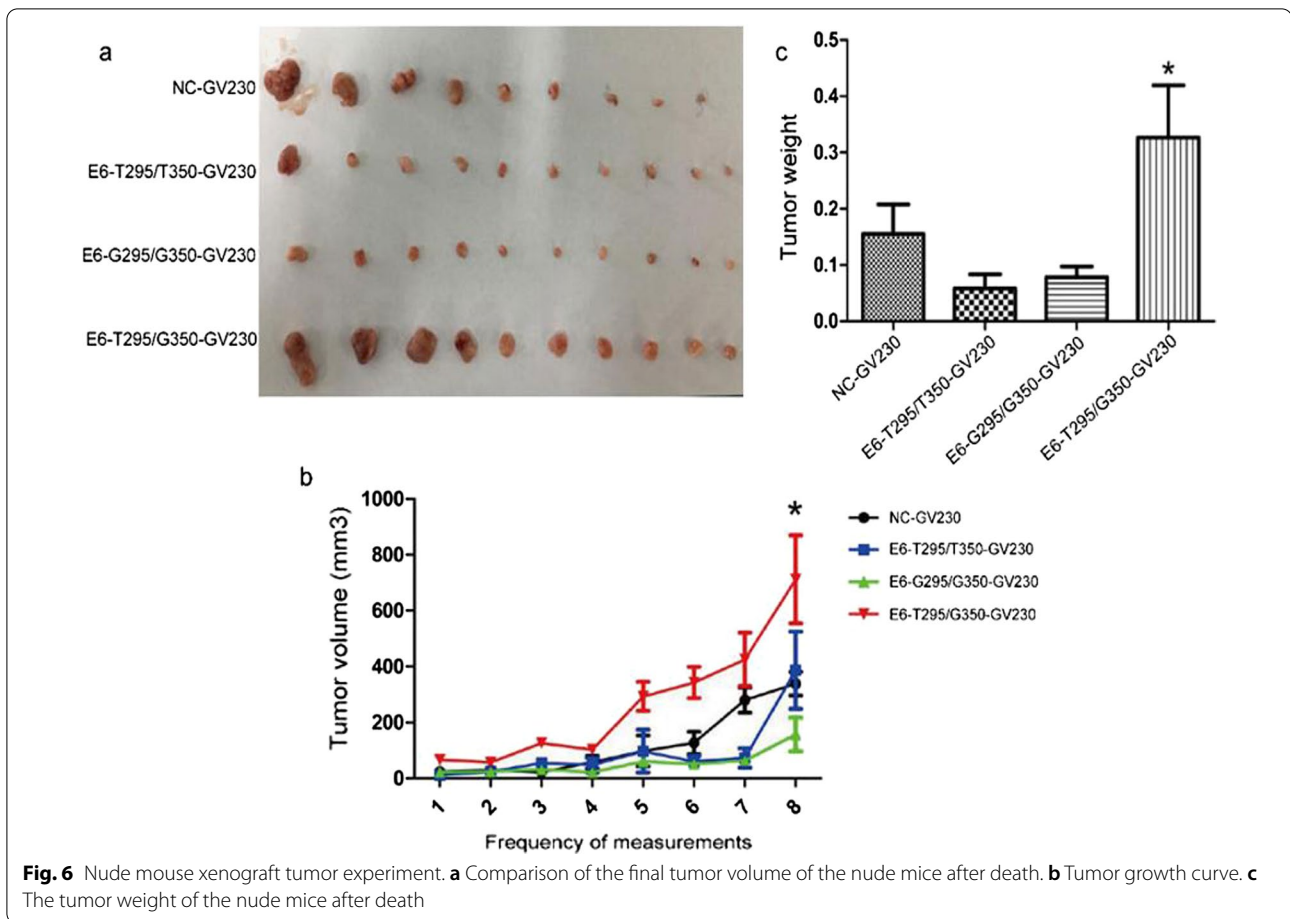 a
NC-GV230
E6-T295/T350-GV230
E6-G295/G350-GV230
E6-T295/G350-GV230
c
Tumor weight
0.5
0.4
0.3
0.2
0.1
0.0
*
NC-GV230
E6-T295/T350-GV230
E6-G295/G350-GV230
E6-T295/G350-GV230
b
Tumor volume (mm3)
1000
800
600
400
200
0
*
1 2 3 4 5 6 7 8
Frequency of measurements
NC-GV230
E6-T295/T350-GV230
E6-G295/G350-GV230
E6-T295/G350-GV230
Fig. 6 Nude mouse xenograft tumor experiment. a Comparison of the final tumor volume of the nude mice after death. b Tumor growth curve. c
The tumor weight of the nude mice after death